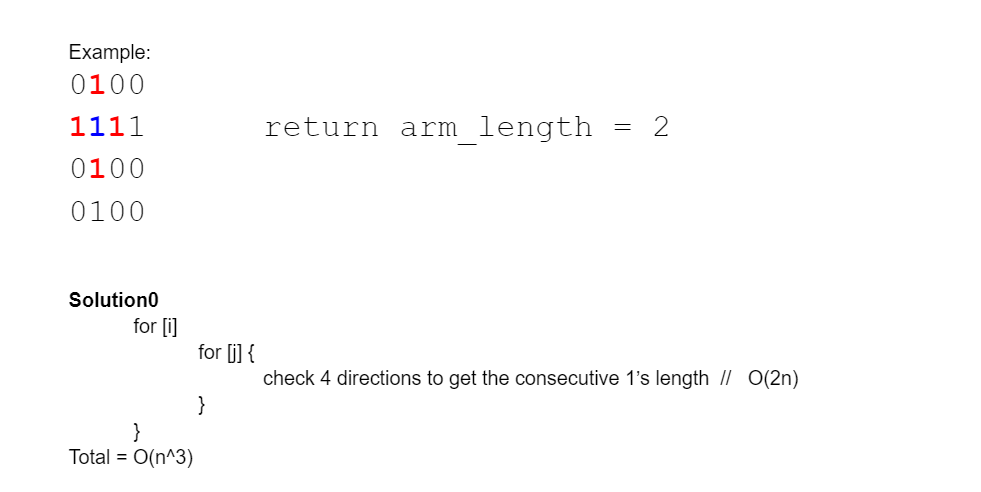 Example:
0100
1111 return arm_length = 2
0100
0100
Solution0
for [i]
for [j] {
check 4 directions to get the consecutive 1’s length // O(2n)
}
}
Total = O(n^3)